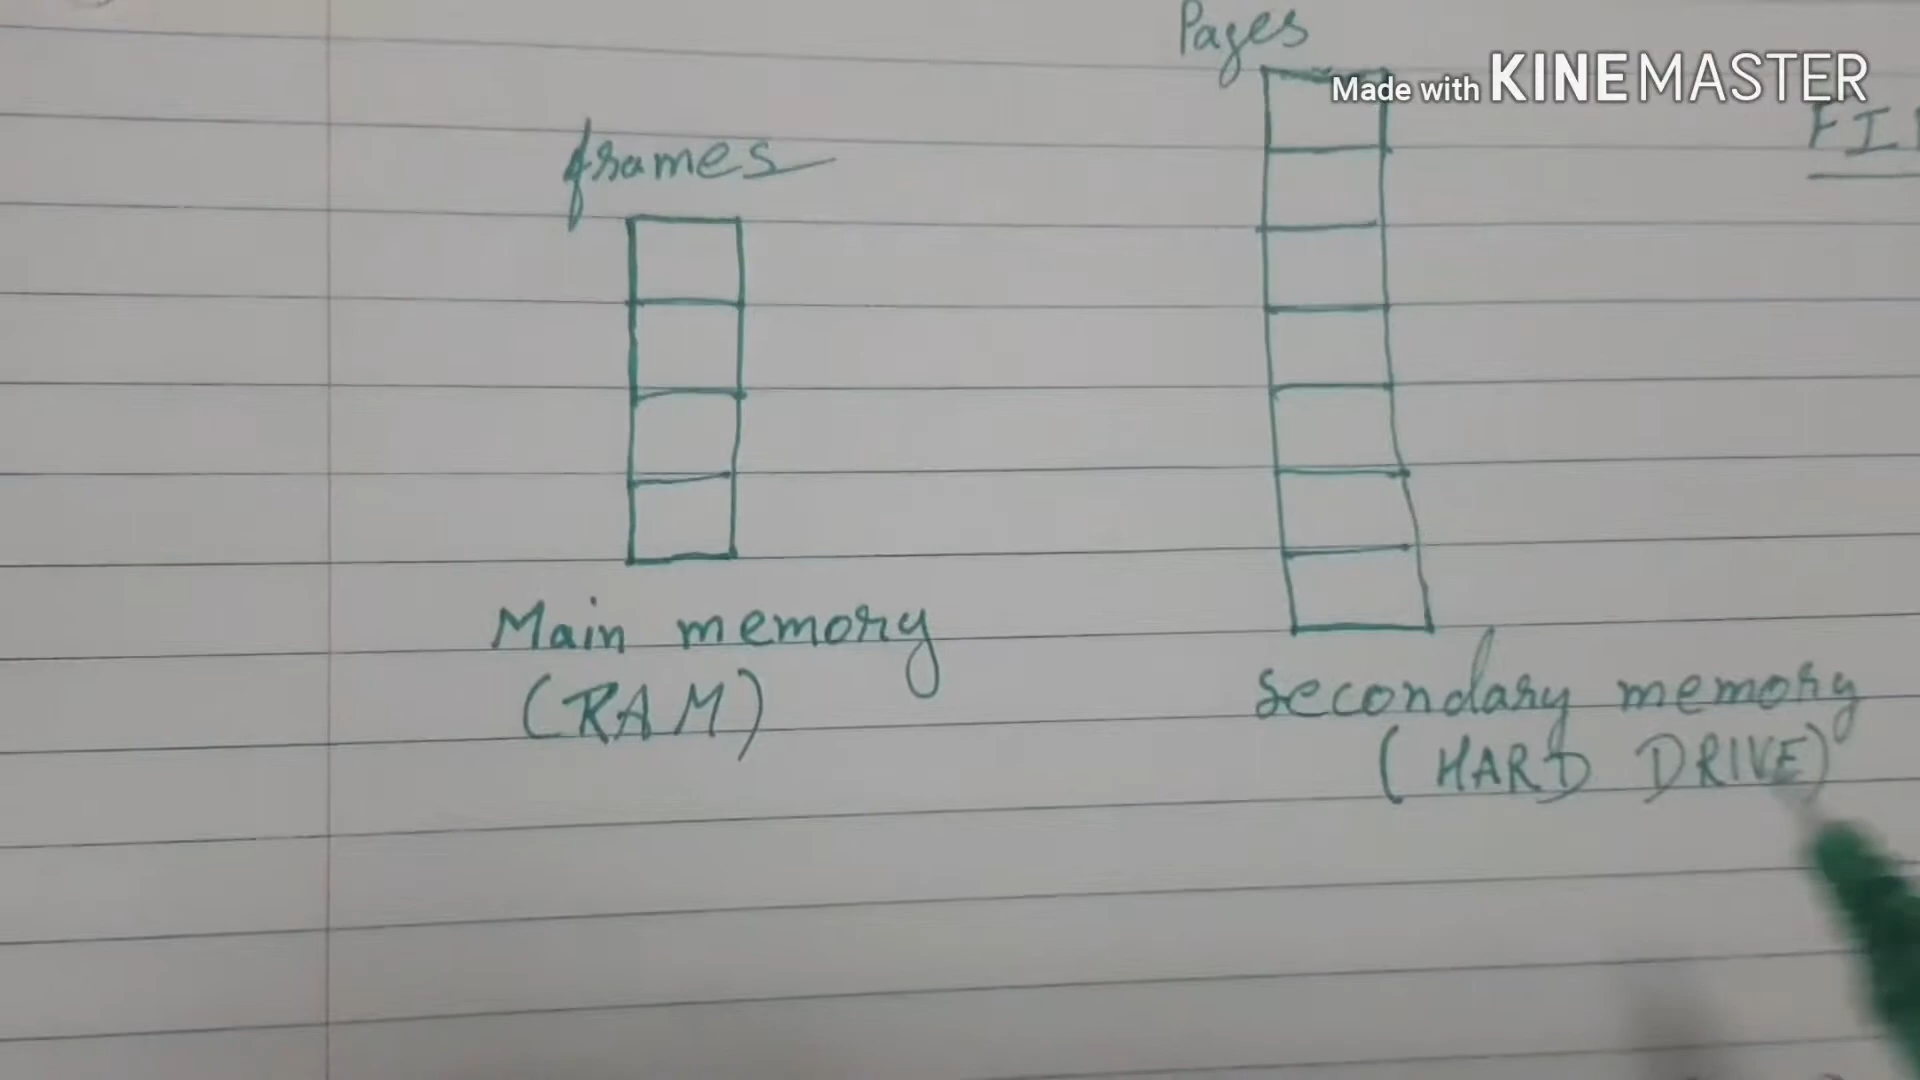 Pages
Made with KINEMASTER
frames
Main memory
(RAM)
Secondary memory
(HARD DRIVE)